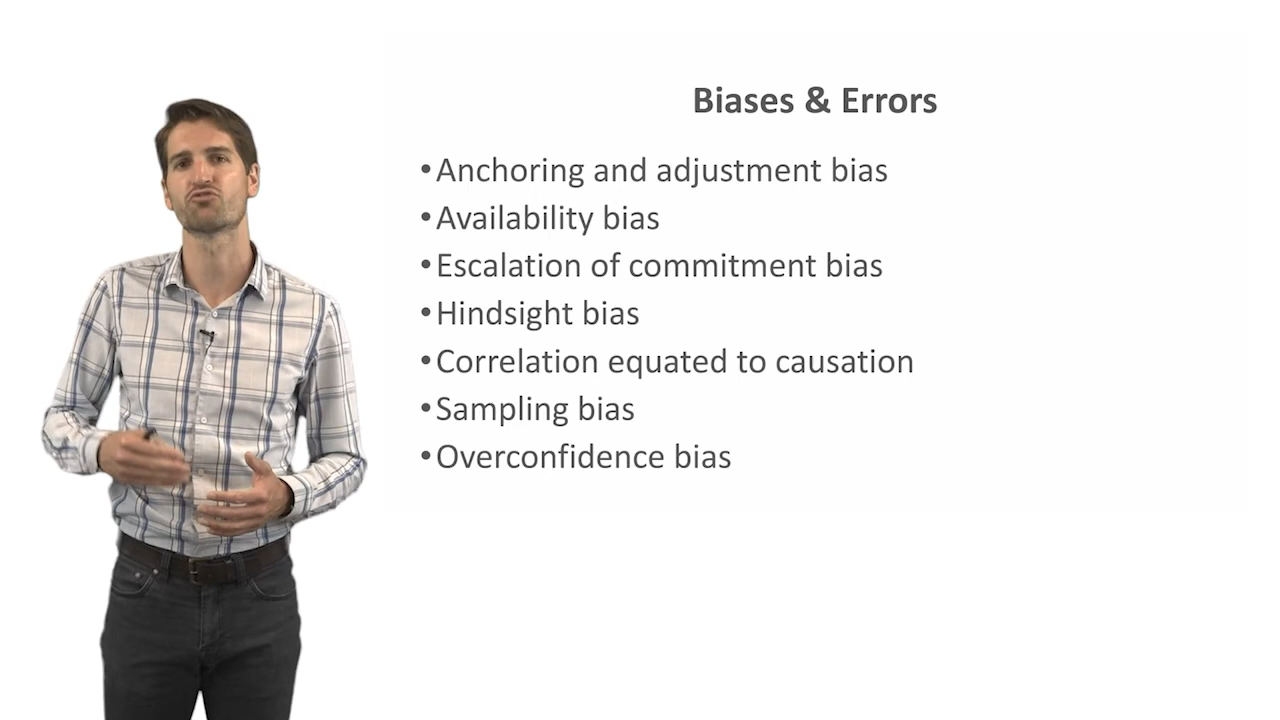 Biases & Errors
•Anchoring and adjustment bias
•Availability bias
•Escalation of commitment bias
•Hindsight bias
•Correlation equated to causation
•Sampling bias
•Overconfidence bias